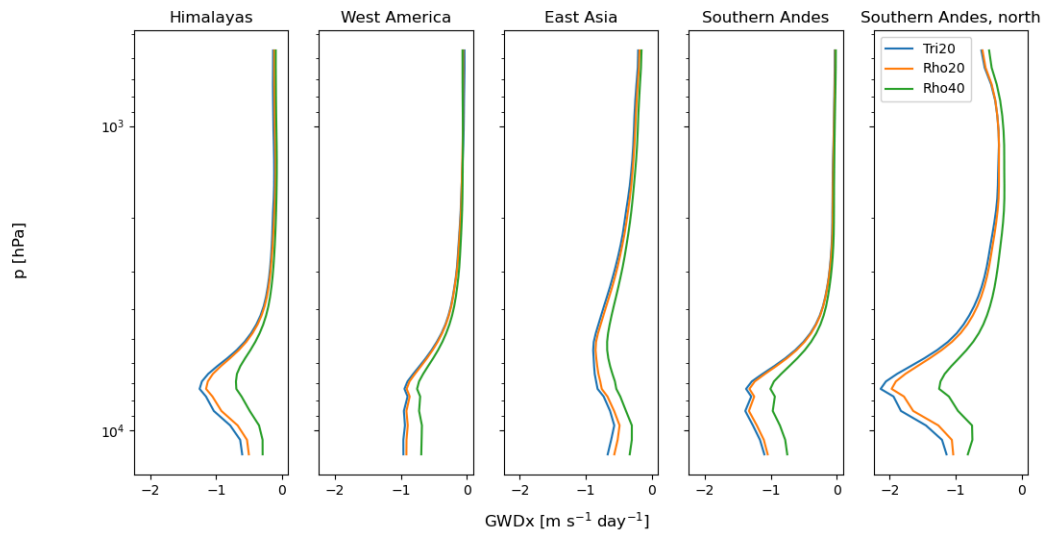 Himalayas
West America
East Asia
Southern Andes
Southern Andes, north
Tri20
Rho20
Rho40
p [hPa]
10³
10⁴
−2 −1 0
−2 −1 0
−2 −1 0
−2 −1 0
−2 −1 0
GWDx [m s⁻¹ day⁻¹]